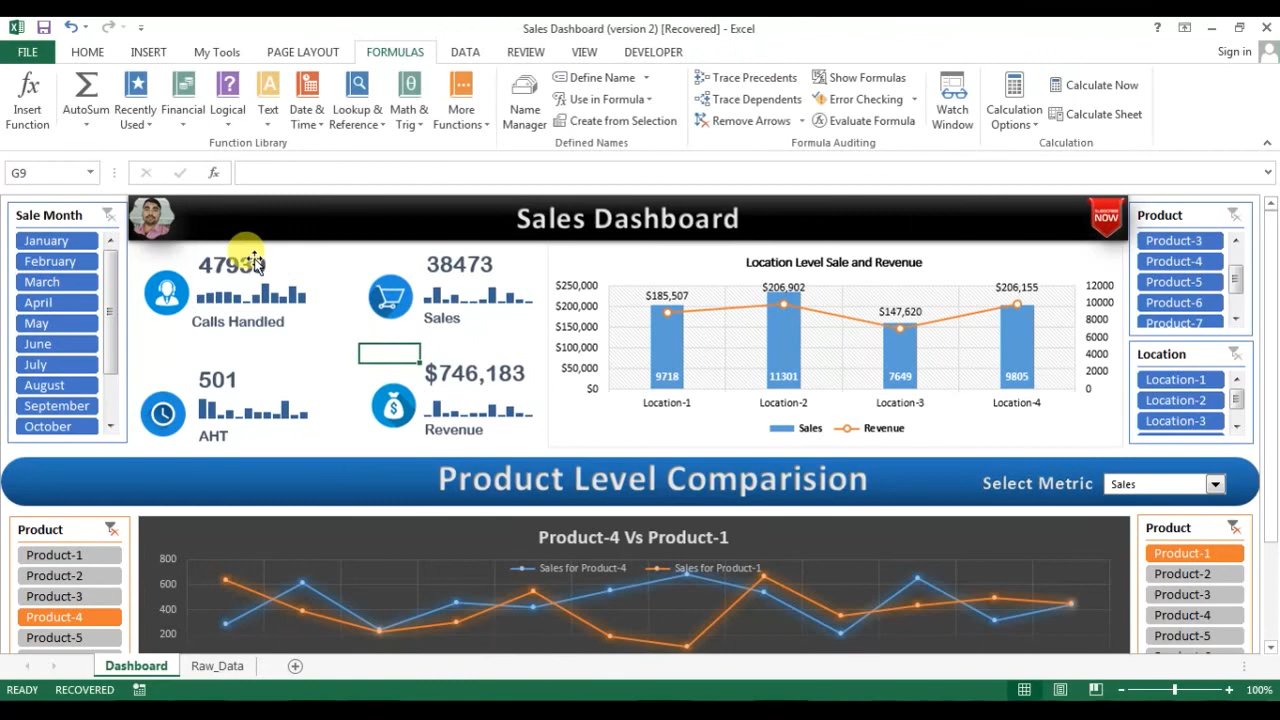 Sales Dashboard (version 2) [Recovered] - Excel
FILE HOME INSERT My Tools PAGE LAYOUT FORMULAS DATA REVIEW VIEW DEVELOPER Sign in
Insert Function
AutoSum
Recently Used
Financial
Logical
Text
Date & Time
Lookup & Reference
Math & Trig
More Functions
Function Library
Name Manager
Define Name
Use in Formula
Create from Selection
Defined Names
Trace Precedents
Trace Dependents
Remove Arrows
Show Formulas
Error Checking
Evaluate Formula
Formula Auditing
Watch Window
Calculation Options
Calculate Now
Calculate Sheet
Calculation
G9
fx
Sale Month
January
February
March
April
May
June
July
August
September
October
Sales Dashboard
SUBSCRIBE
NOW
Calls Handled
38473
Sales
501
AHT
$746,183
Revenue
Location Level Sale and Revenue
$250,000
$200,000
$150,000
$100,000
$50,000
$0
$185,507
$206,902
$147,620
$206,155
9718
11301
7649
9805
12000
10000
8000
6000
4000
2000
0
Location-1
Location-2
Location-3
Location-4
Sales
Revenue
Product
Product-3
Product-4
Product-5
Product-6
Product-7
Location
Location-1
Location-2
Location-3
Product Level Comparision
Select Metric
Sales
Product
Product-1
Product-2
Product-3
Product-4
Product-5
Product-4 Vs Product-1
Sales for Product-4
Sales for Product-1
800
600
400
200
Product
Product-1
Product-2
Product-3
Product-4
Product-5
Dashboard
Raw_Data
READY RECOVERED
100%